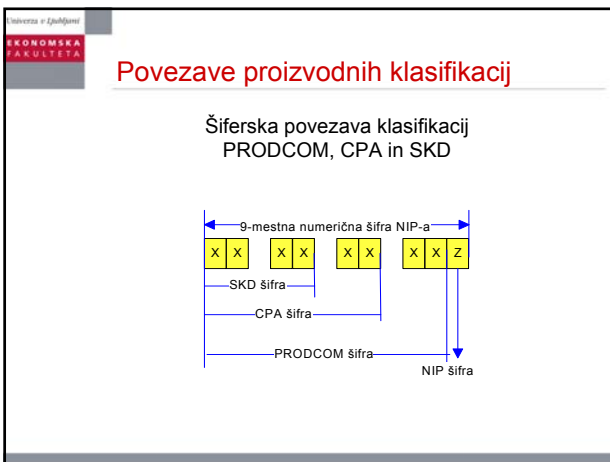 Univerza v Ljubljani
EKONOMSKA
FAKULTETA
Povezave proizvodnih klasifikacij
Šiferska povezava klasifikacij
PRODCOM, CPA in SKD
9-mestna numerična šifra NIP-a
X X X X X X X X Z
SKD šifra
CPA šifra
PRODCOM šifra
NIP šifra